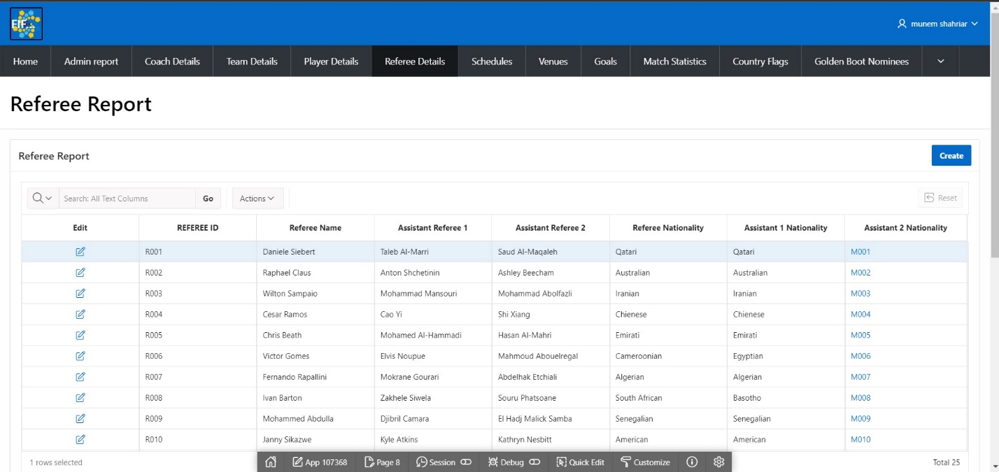 EIF...
munem shahriar
Home Admin report Coach Details Team Details Player Details Referee Details Schedules Venues Goals Match Statistics Country Flags Golden Boot Nominees
Referee Report
Referee Report Create
Search: All Text Columns Go Actions Reset
Edit REFEREE ID Referee Name Assistant Referee 1 Assistant Referee 2 Referee Nationality Assistant 1 Nationality Assistant 2 Nationality
R001 Daniele Siebert Taleb Al-Marri Saud Al-Maqaleh Qatari Qatari M001
R002 Raphael Claus Anton Shchetinin Ashley Beecham Australian Australian M002
R003 Wilton Sampaio Mohammad Mansouri Mohammad Abolfazli Iranian Iranian M003
R004 Cesar Ramos Cao Yi Shi Xiang Chienese Chienese M004
R005 Chris Beath Mohamed Al-Hammadi Hasan Al-Mahri Emirati Emirati M005
R006 Victor Gomes Elvis Noupue Mahmoud Abouelregal Cameroonian Egyptian M006
R007 Fernando Rapallini Mokrane Gourari Abdelhak Etchiali Algerian Algerian M007
R008 Ivan Barton Zakhele Siwela Souru Phatsoane South African Basotho M008
R009 Mohammed Abdulla Djibril Camara El Hadj Malick Samba Senegalian Senegalian M009
R010 Janny Sikazwe Kyle Atkins Kathryn Nesbitt American American M010
1 rows selected App 107368 Page 8 Session Debug Quick Edit Customize Total 25